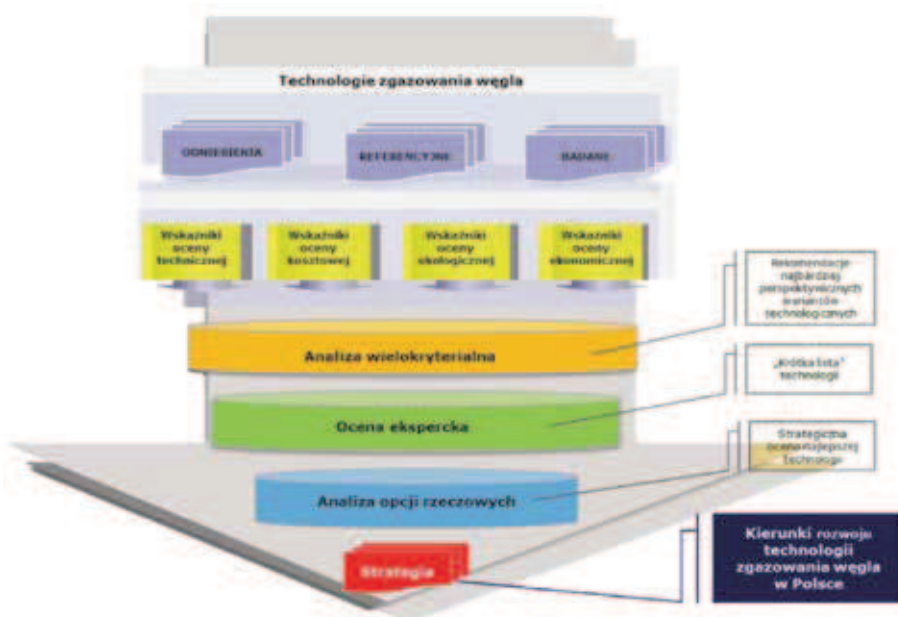 Technologie zgazowania węgla
ODNIESIENIA
REFERENCYJNE
BADANE
Wskaźniki
oceny
technicznej
Wskaźniki
oceny
kosztowej
Wskaźniki
oceny
ekologicznej
Wskaźniki
oceny
ekonomicznej
Rekomendacje
najbardziej
perspektywicznych
wariantów
technologicznych
Analiza wielokryterialna
„Krótka lista”
technologii
Ocena ekspercka
Strategiczna
ocena najlepszej
technologii
Analiza opcji rzeczowych
Strategia
Kierunki rozwoju
technologii
zgazowania węgla
w Polsce